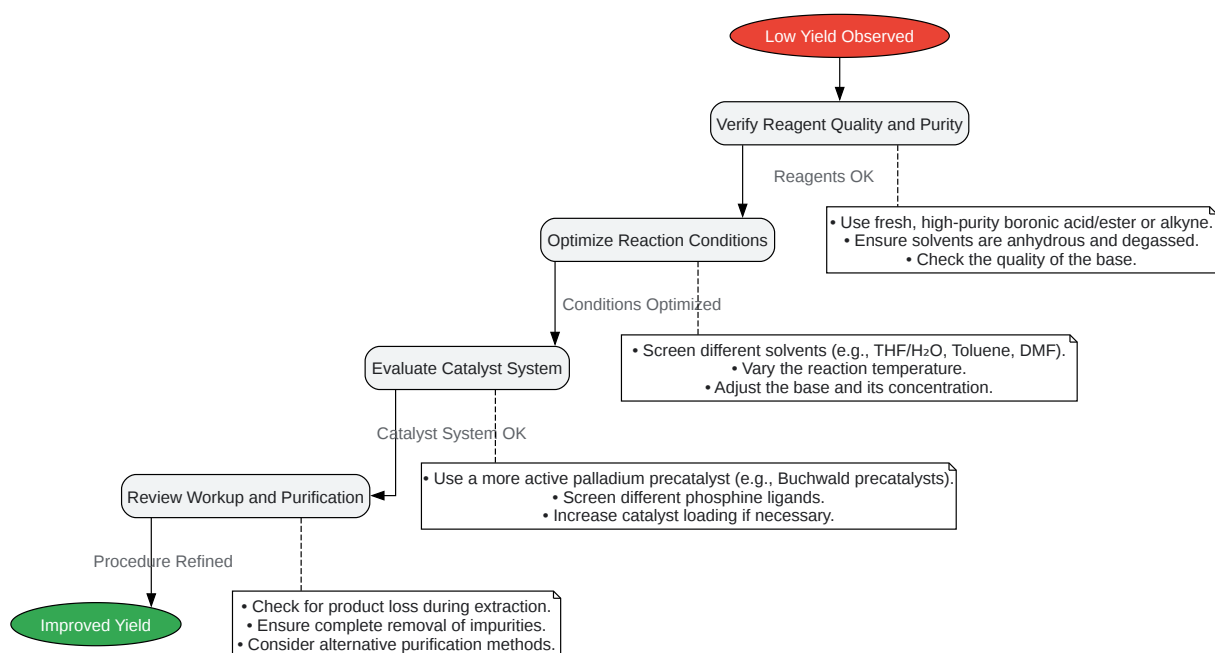 Low Yield Observed
Verify Reagent Quality and Purity
Reagents OK
• Use fresh, high-purity boronic acid/ester or alkyne.
• Ensure solvents are anhydrous and degassed.
• Check the quality of the base.
Optimize Reaction Conditions
Conditions Optimized
• Screen different solvents (e.g., THF/H₂O, Toluene, DMF).
• Vary the reaction temperature.
• Adjust the base and its concentration.
Evaluate Catalyst System
Catalyst System OK
• Use a more active palladium precatalyst (e.g., Buchwald precatalysts).
• Screen different phosphine ligands.
• Increase catalyst loading if necessary.
Review Workup and Purification
Procedure Refined
• Check for product loss during extraction.
• Ensure complete removal of impurities.
• Consider alternative purification methods.
Improved Yield